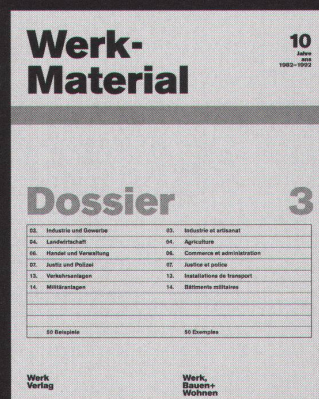 Werk-
Material
10
Jahre
ans
1982–1992
Dossier 3
03. Industrie und Gewerbe 03. Industrie et artisanat
04. Landwirtschaft 04. Agriculture
06. Handel und Verwaltung 06. Commerce et administration
07. Justiz und Polizei 07. Justice et police
13. Verkehrsanlagen 13. Installations de transport
14. Militäranlagen 14. Bâtiments militaires
50 Beispiele 50 Exemples
Werk
Verlag
Werk,
Bauen+
Wohnen